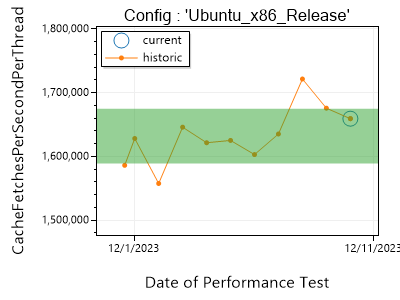 Config : 'Ubuntu_x86_Release'
1,800,000
1,700,000
1,600,000
1,500,000
CacheFetchesPerSecondPerThread
current
historic
12/1/2023
12/11/2023
Date of Performance Test